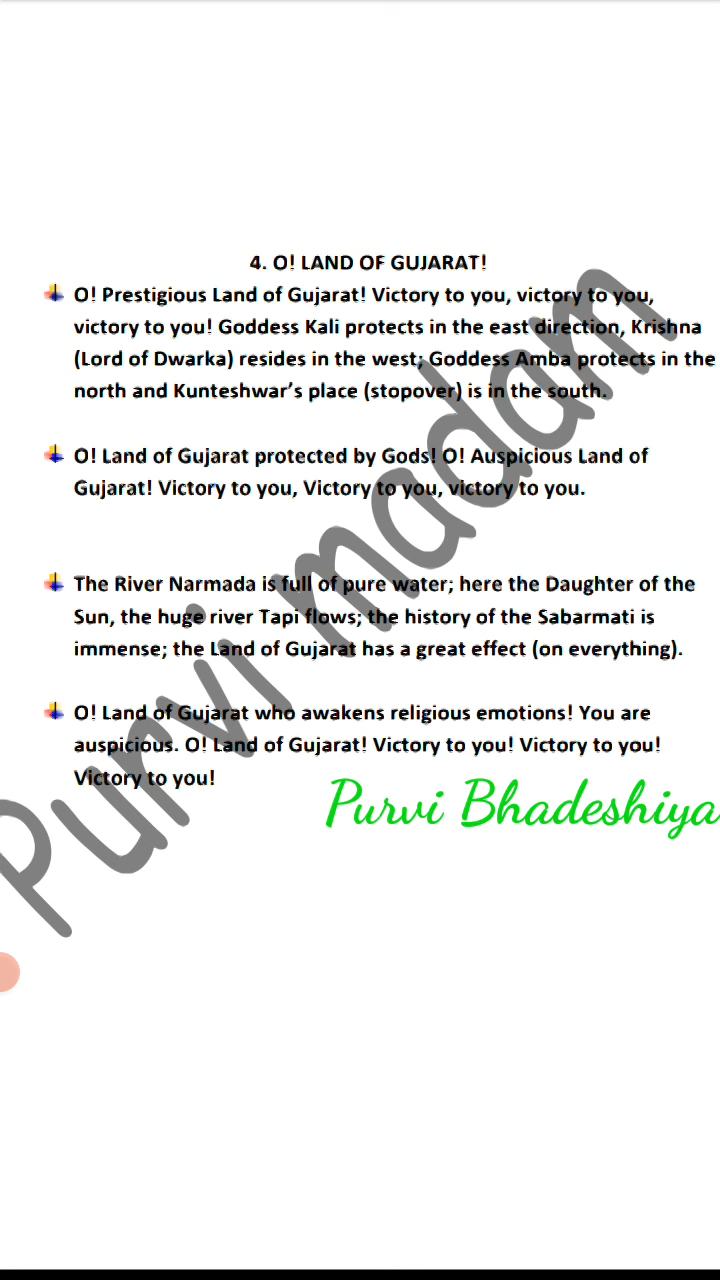 4. O! LAND OF GUJARAT!
O! Prestigious Land of Gujarat! Victory to you, victory to you,
victory to you! Goddess Kali protects in the east direction, Krishna
(Lord of Dwarka) resides in the west; Goddess Amba protects in the
north and Kunteshwar’s place (stopover) is in the south.
O! Land of Gujarat protected by Gods! O! Auspicious Land of
Gujarat! Victory to you, Victory to you, victory to you.
The River Narmada is full of pure water; here the Daughter of the
Sun, the huge river Tapi flows; the history of the Sabarmati is
immense; the Land of Gujarat has a great effect (on everything).
O! Land of Gujarat who awakens religious emotions! You are
auspicious. O! Land of Gujarat! Victory to you! Victory to you!
Victory to you!
Purvi Bhadeshiya
Purvi madam